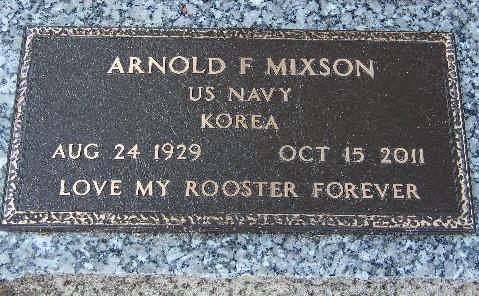 ARNOLD F MIXSON
US NAVY
KOREA
AUG 24 1929 OCT 15 2011
LOVE MY ROOSTER FOREVER